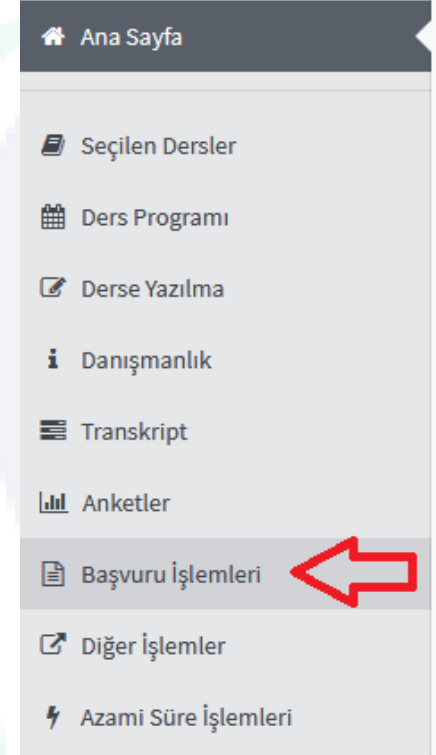 Ana Sayfa
Seçilen Dersler
Ders Programı
Derse Yazılma
Danışmanlık
Transkript
Anketler
Başvuru İşlemleri
Diğer İşlemler
Azami Süre İşlemleri